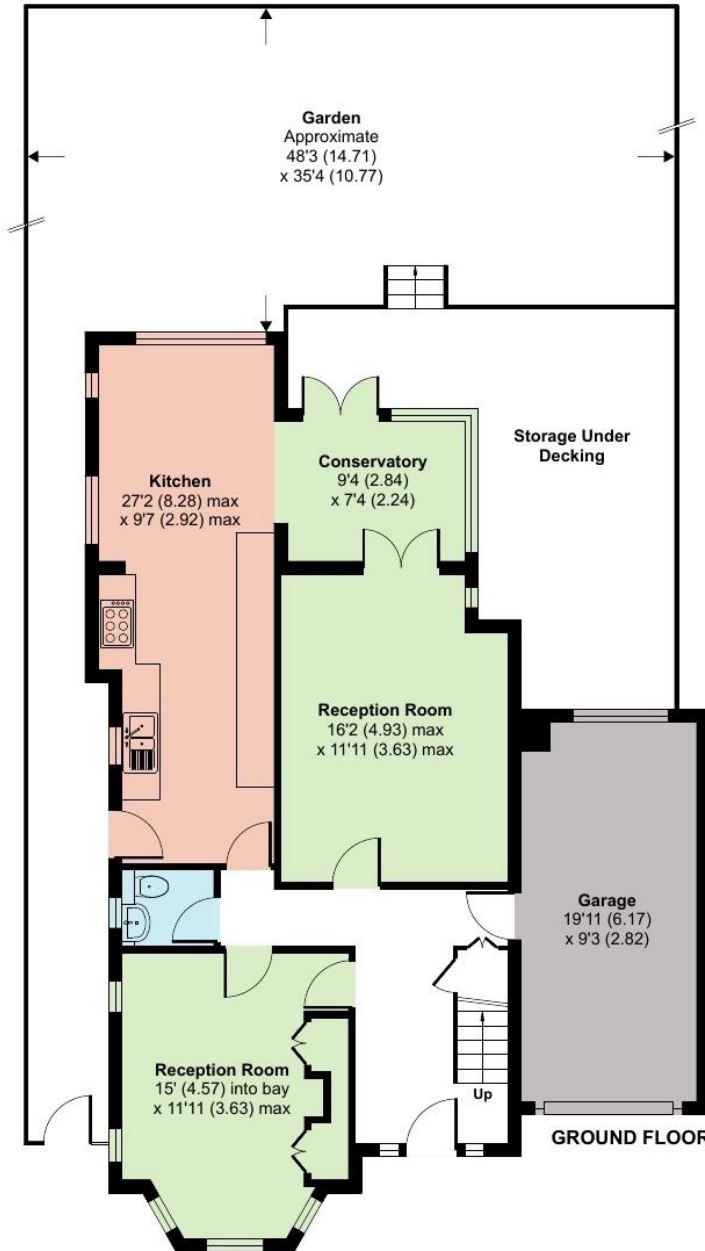 Garden
Approximate
48'3 (14.71)
x 35'4 (10.77)
Storage Under
Decking
Conservatory
9'4 (2.84)
x 7'4 (2.24)
Kitchen
27'2 (8.28) max
x 9'7 (2.92) max
Reception Room
16'2 (4.93) max
x 11'11 (3.63) max
Garage
19'11 (6.17)
x 9'3 (2.82)
Reception Room
15' (4.57) into bay
x 11'11 (3.63) max
Up
GROUND FLOOR